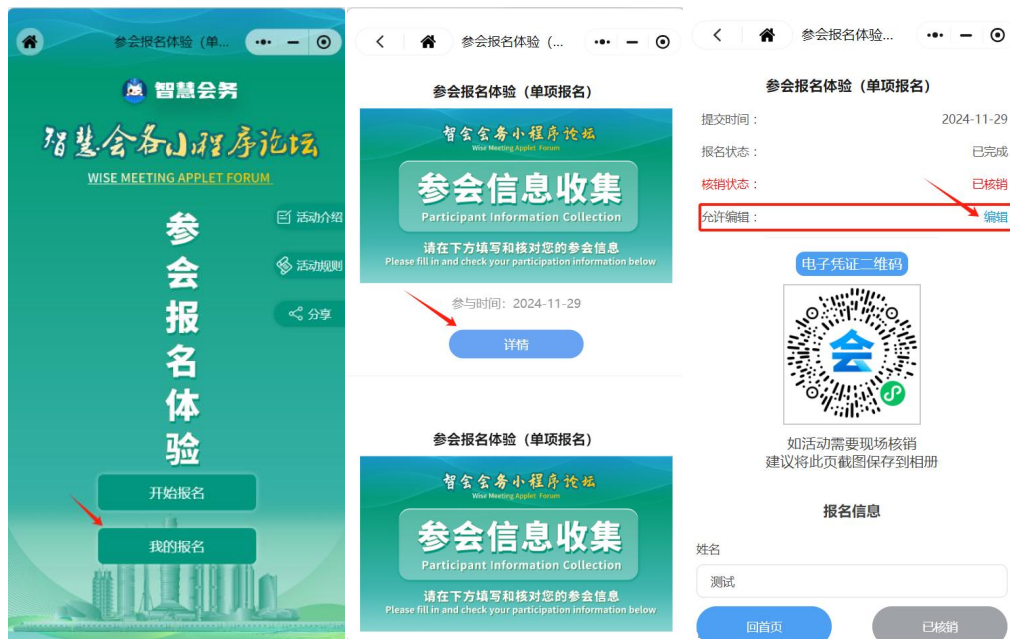 参会报名体验（单...
智慧会务
智慧会务小程序论坛
WISE MEETING APPLET FORUM
参会报名体验
活动介绍
活动规则
分享
开始报名
我的报名
参会报名体验（...
参会报名体验（单项报名）
智会会务小程序论坛
Wise Meeting Applet Forum
参会信息收集
Participant Information Collection
请在下方填写和核对您的参会信息
Please fill in and check your participation information below
参与时间：2024-11-29
详情
参会报名体验（单项报名）
智会会务小程序论坛
Wise Meeting Applet Forum
参会信息收集
Participant Information Collection
请在下方填写和核对您的参会信息
Please fill in and check your participation information below
参会报名体验...
参会报名体验（单项报名）
提交时间： 2024-11-29
报名状态： 已完成
核销状态： 已核销
允许编辑： 编辑
电子凭证二维码
会
如活动需要现场核销
建议将此页截图保存到相册
报名信息
姓名
测试
回首页
已核销